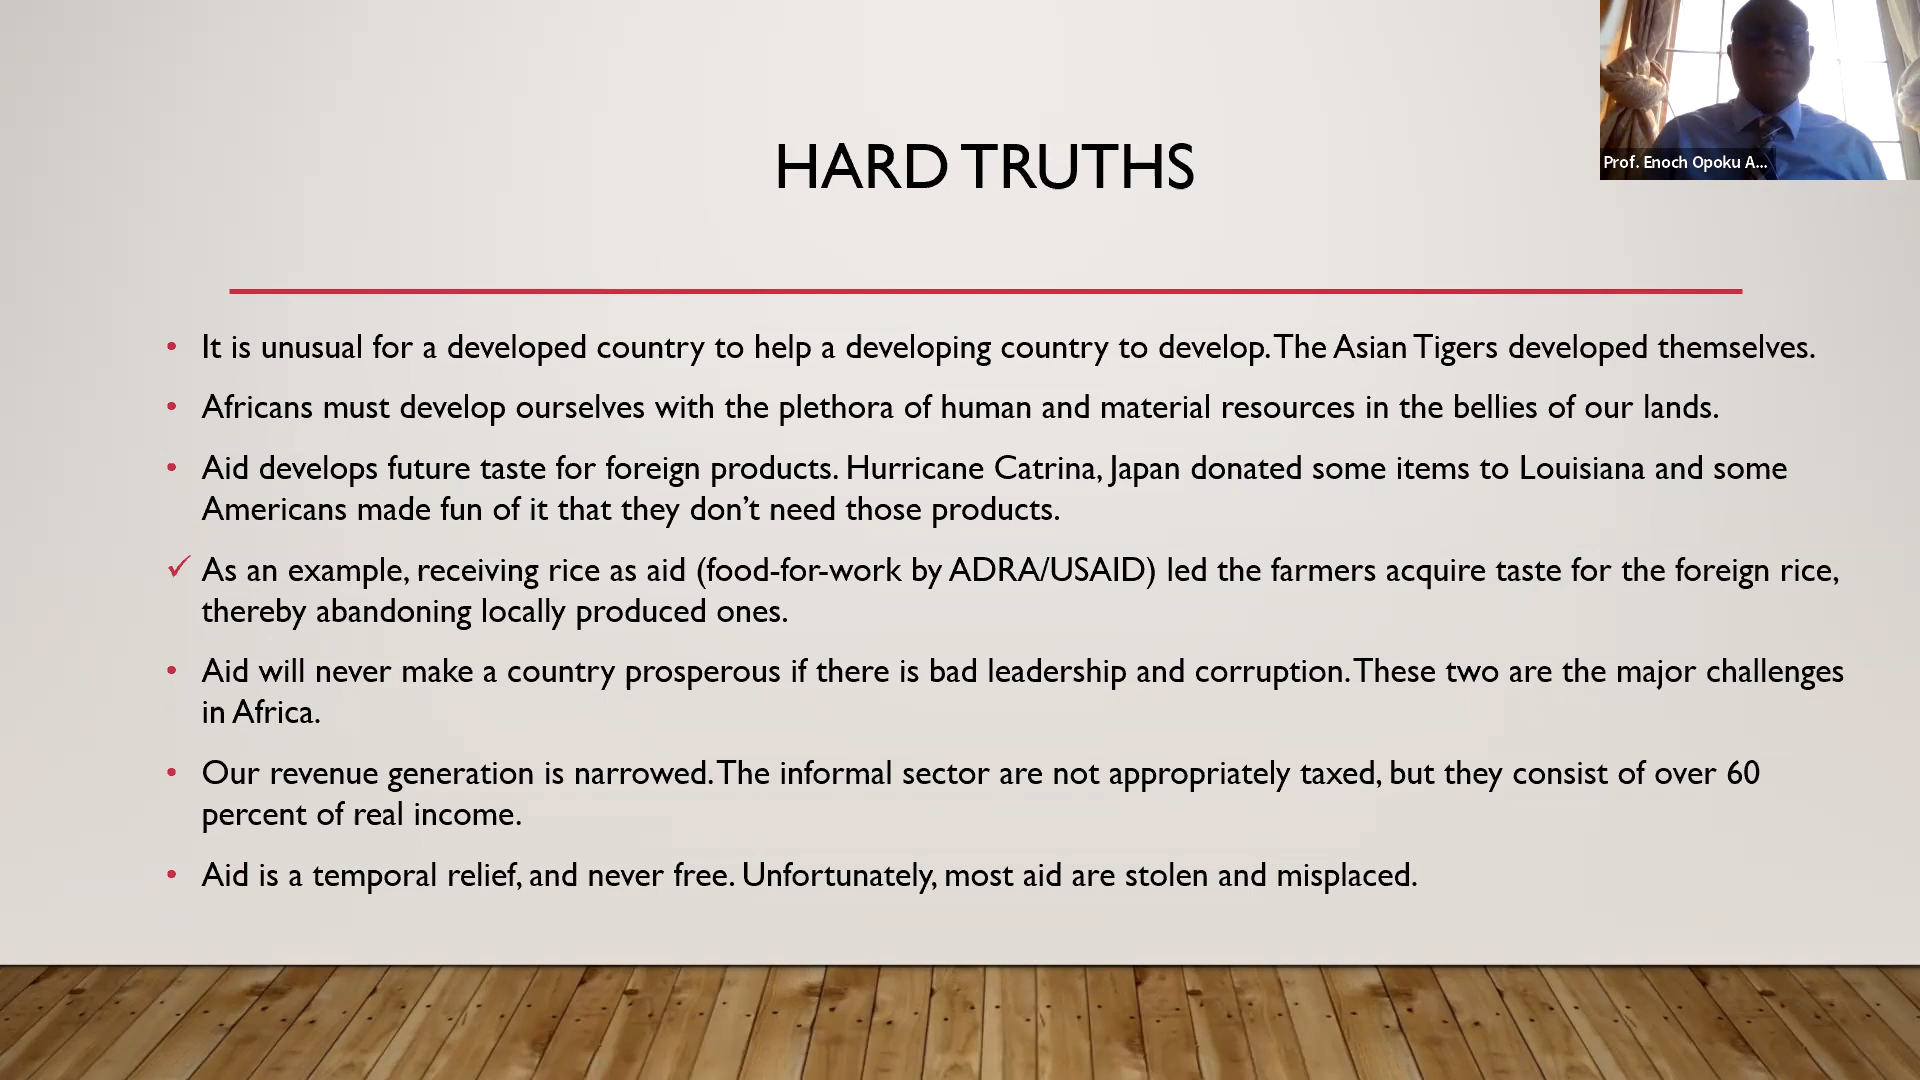 HARD TRUTHS
Prof. Enoch Opoku A...
• It is unusual for a developed country to help a developing country to develop. The Asian Tigers developed themselves.
• Africans must develop ourselves with the plethora of human and material resources in the bellies of our lands.
• Aid develops future taste for foreign products. Hurricane Catrina, Japan donated some items to Louisiana and some
Americans made fun of it that they don’t need those products.
✓ As an example, receiving rice as aid (food-for-work by ADRA/USAID) led the farmers acquire taste for the foreign rice,
thereby abandoning locally produced ones.
• Aid will never make a country prosperous if there is bad leadership and corruption. These two are the major challenges
in Africa.
• Our revenue generation is narrowed. The informal sector are not appropriately taxed, but they consist of over 60
percent of real income.
• Aid is a temporal relief, and never free. Unfortunately, most aid are stolen and misplaced.